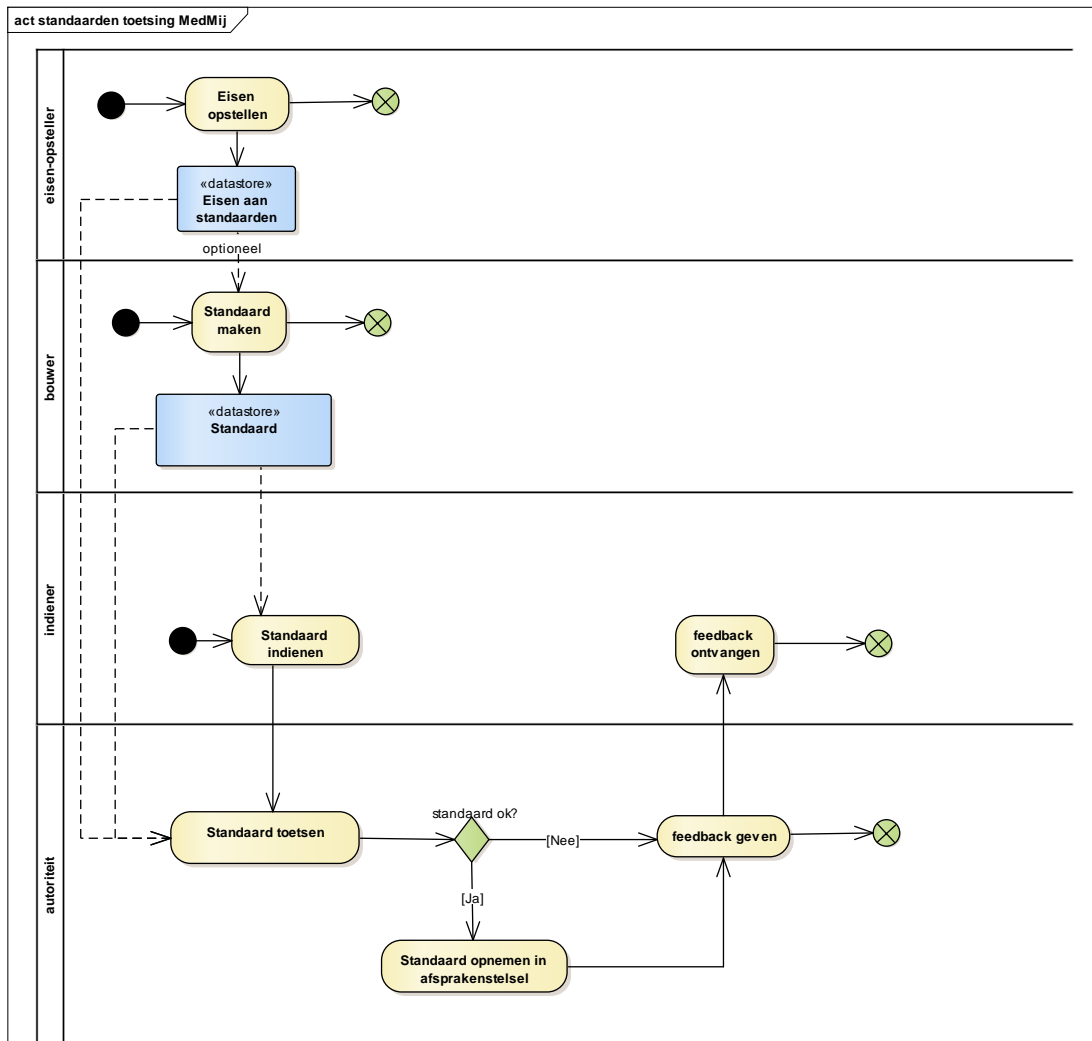 act standaarden toetsing MedMij
eisen-opsteller
Eisen
opstellen
«datastore»
Eisen aan
standaarden
optioneel
bouwer
Standaard
maken
«datastore»
Standaard
indiener
Standaard
indienen
feedback
ontvangen
autoriteit
Standaard toetsen
standaard ok?
[Nee]
feedback geven
[Ja]
Standaard opnemen in
afsprakenstelsel